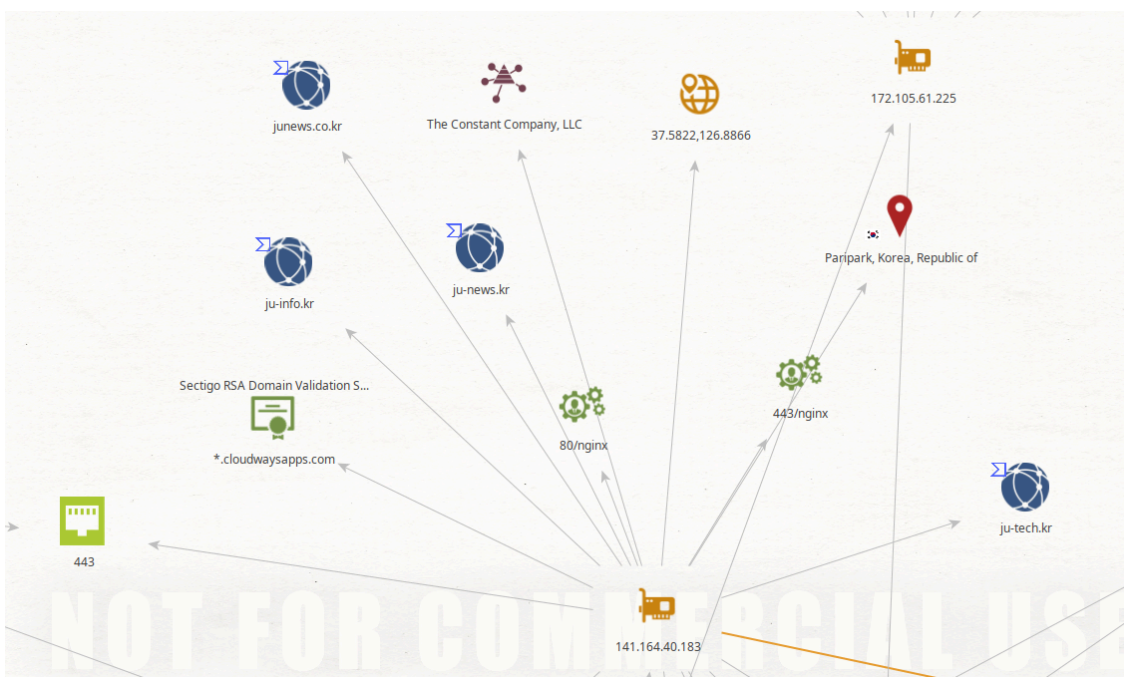 172.105.61.225
junews.co.kr
The Constant Company, LLC
37.5822,126.8866
Paripark, Korea, Republic of
ju-info.kr
ju-news.kr
Sectigo RSA Domain Validation S...
*.cloudwaysapps.com
80/nginx
443/nginx
ju-tech.kr
443
141.164.40.183
NOT FOR COMMERCIAL USE